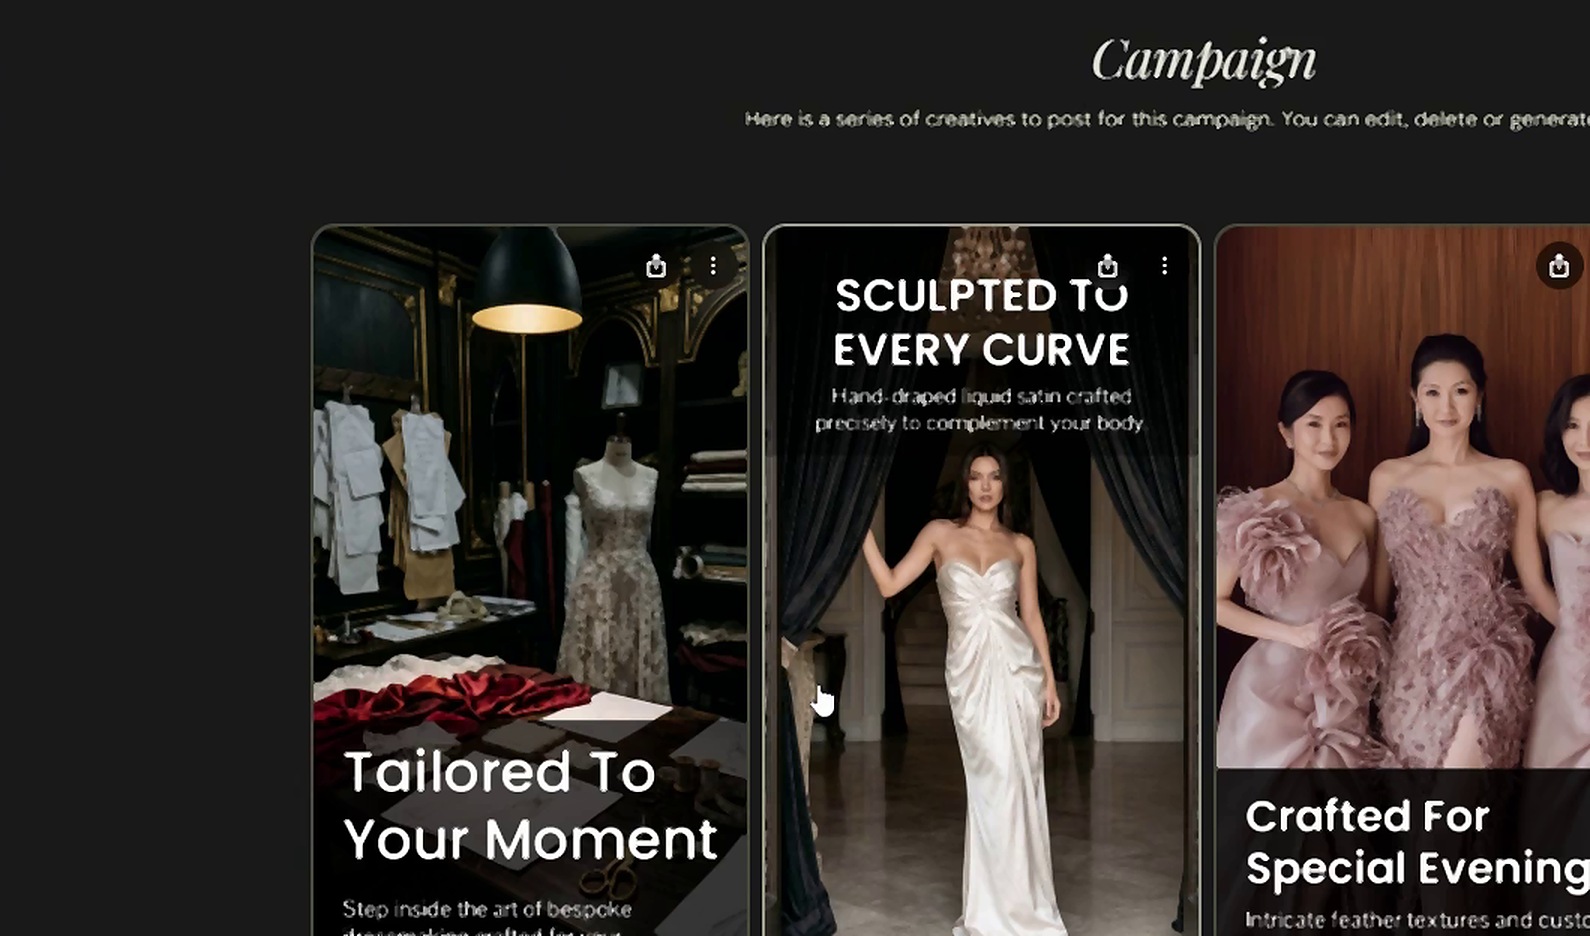 Campaign
Here is a series of creatives to post for this campaign. You can edit, delete or generate
SCULPTED TO
EVERY CURVE
Hand-draped liquid satin crafted
precisely to complement your body.
Tailored To
Your Moment
Step inside the art of bespoke
Crafted For
Special Evening
Intricate feather textures and